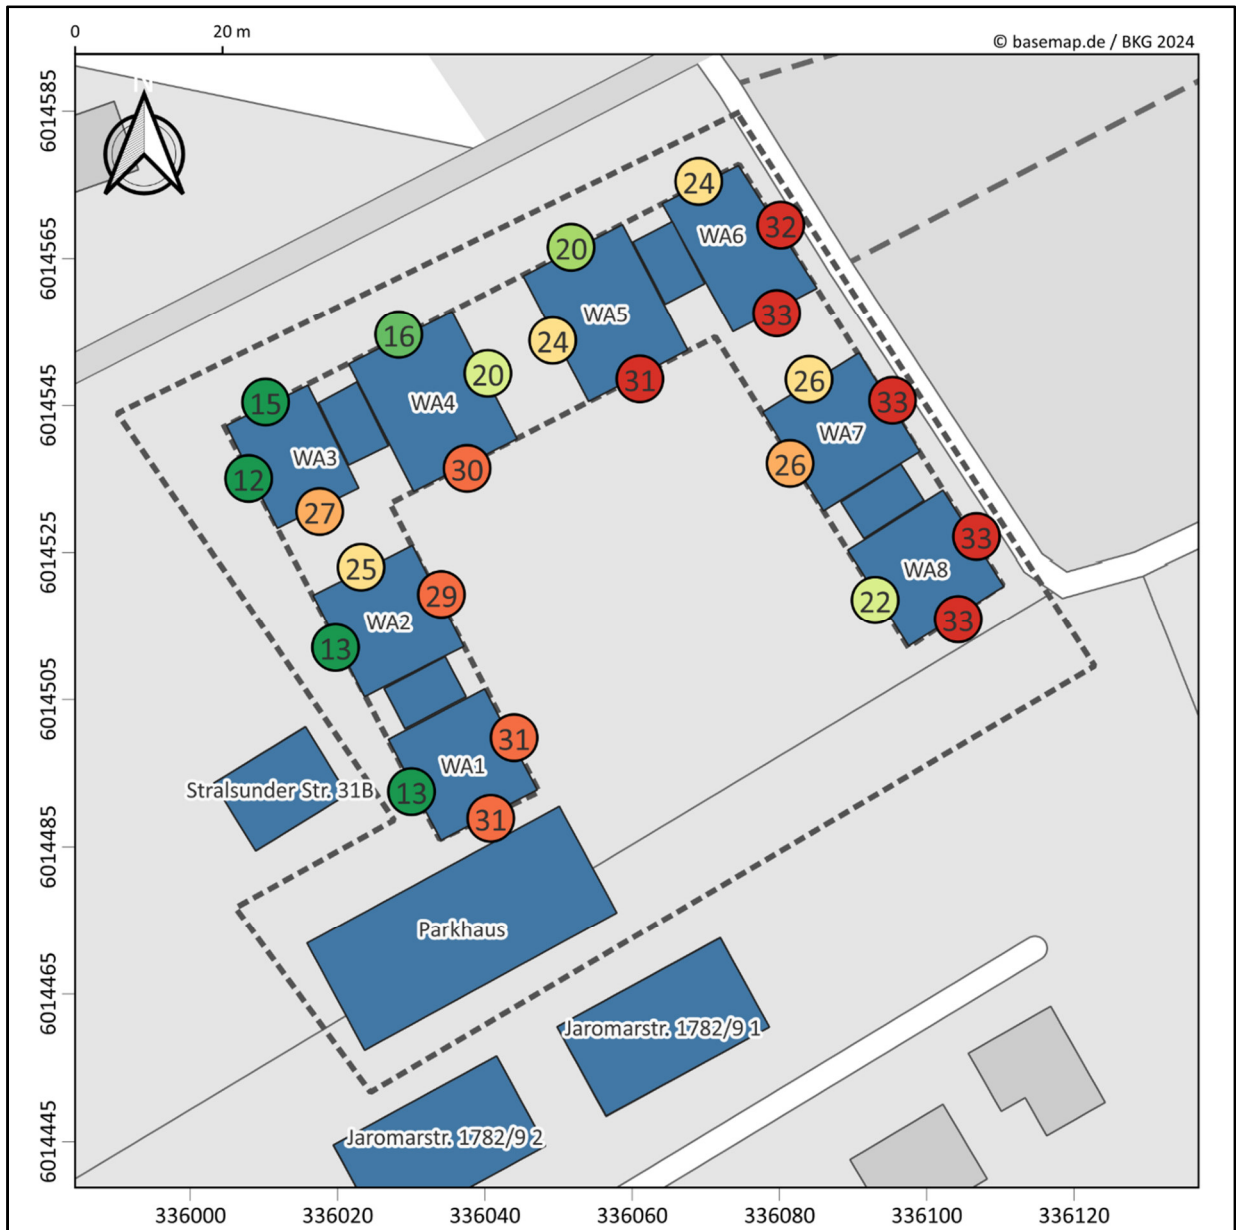 0 20 m
© basemap.de / BKG 2024
N
6014585
24
WA6
32
6014565
20
WA5
33
16
24
20
31
26
33
6014545
15
WA4
WA7
WA3
12
30
26
27
33
6014525
25
WA8
29
22
WA2
33
13
6014505
31
WA1
Stralsunder Str. 31B
13
31
6014485
Parkhaus
6014465
Jaromarstr. 1782/9 1
6014445
Jaromarstr. 1782/9 2
336000 336020 336040 336060 336080 336100 336120